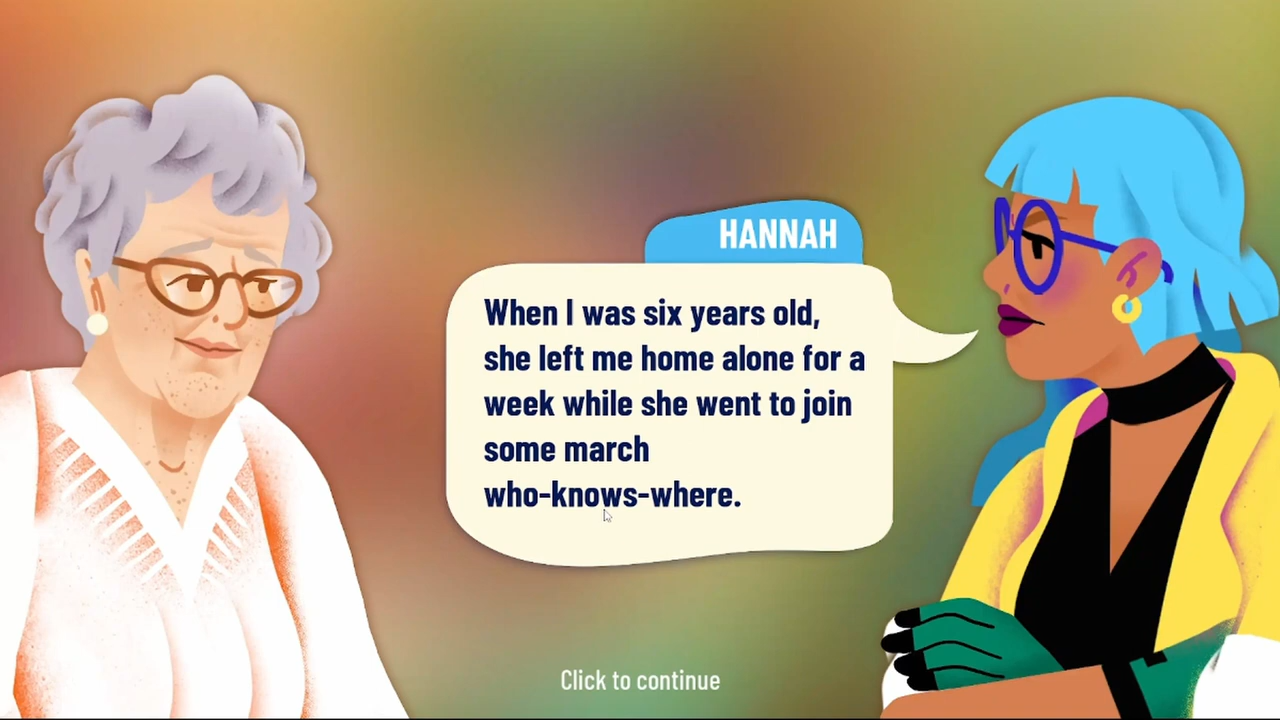 HANNAH
When I was six years old,
she left me home alone for a
week while she went to join
some march
who-knows-where.
Click to continue